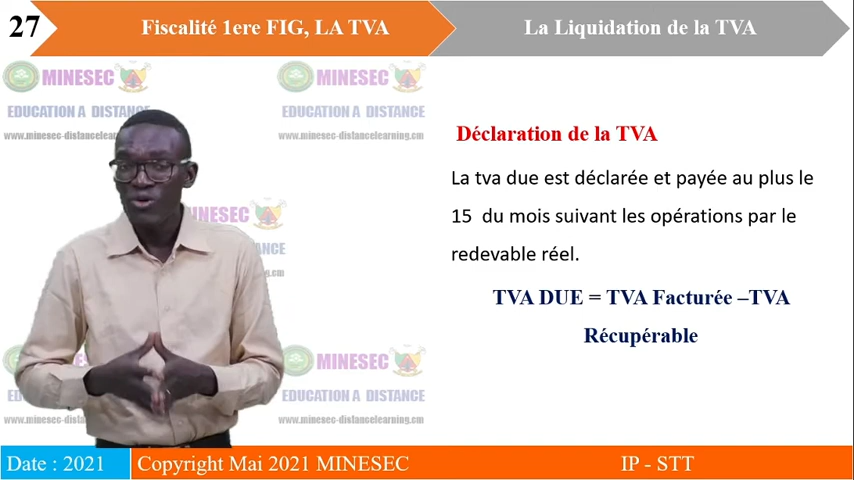 27
Fiscalité 1ere FIG, LA TVA
La Liquidation de la TVA
MINESEC
MINESEC
EDUCATION A DISTANCE
EDUCATION A DISTANCE
www.minesec-distancelearning.cm
www.minesec-distancelearning.cm
Déclaration de la TVA
La tva due est déclarée et payée au plus le
15 du mois suivant les opérations par le
redevable réel.
TVA DUE = TVA Facturée –TVA
Récupérable
MINESEC
EDUCATION A DISTANCE
www.minesec-distancelearning.cm
Date : 2021
Copyright Mai 2021 MINESEC
IP - STT